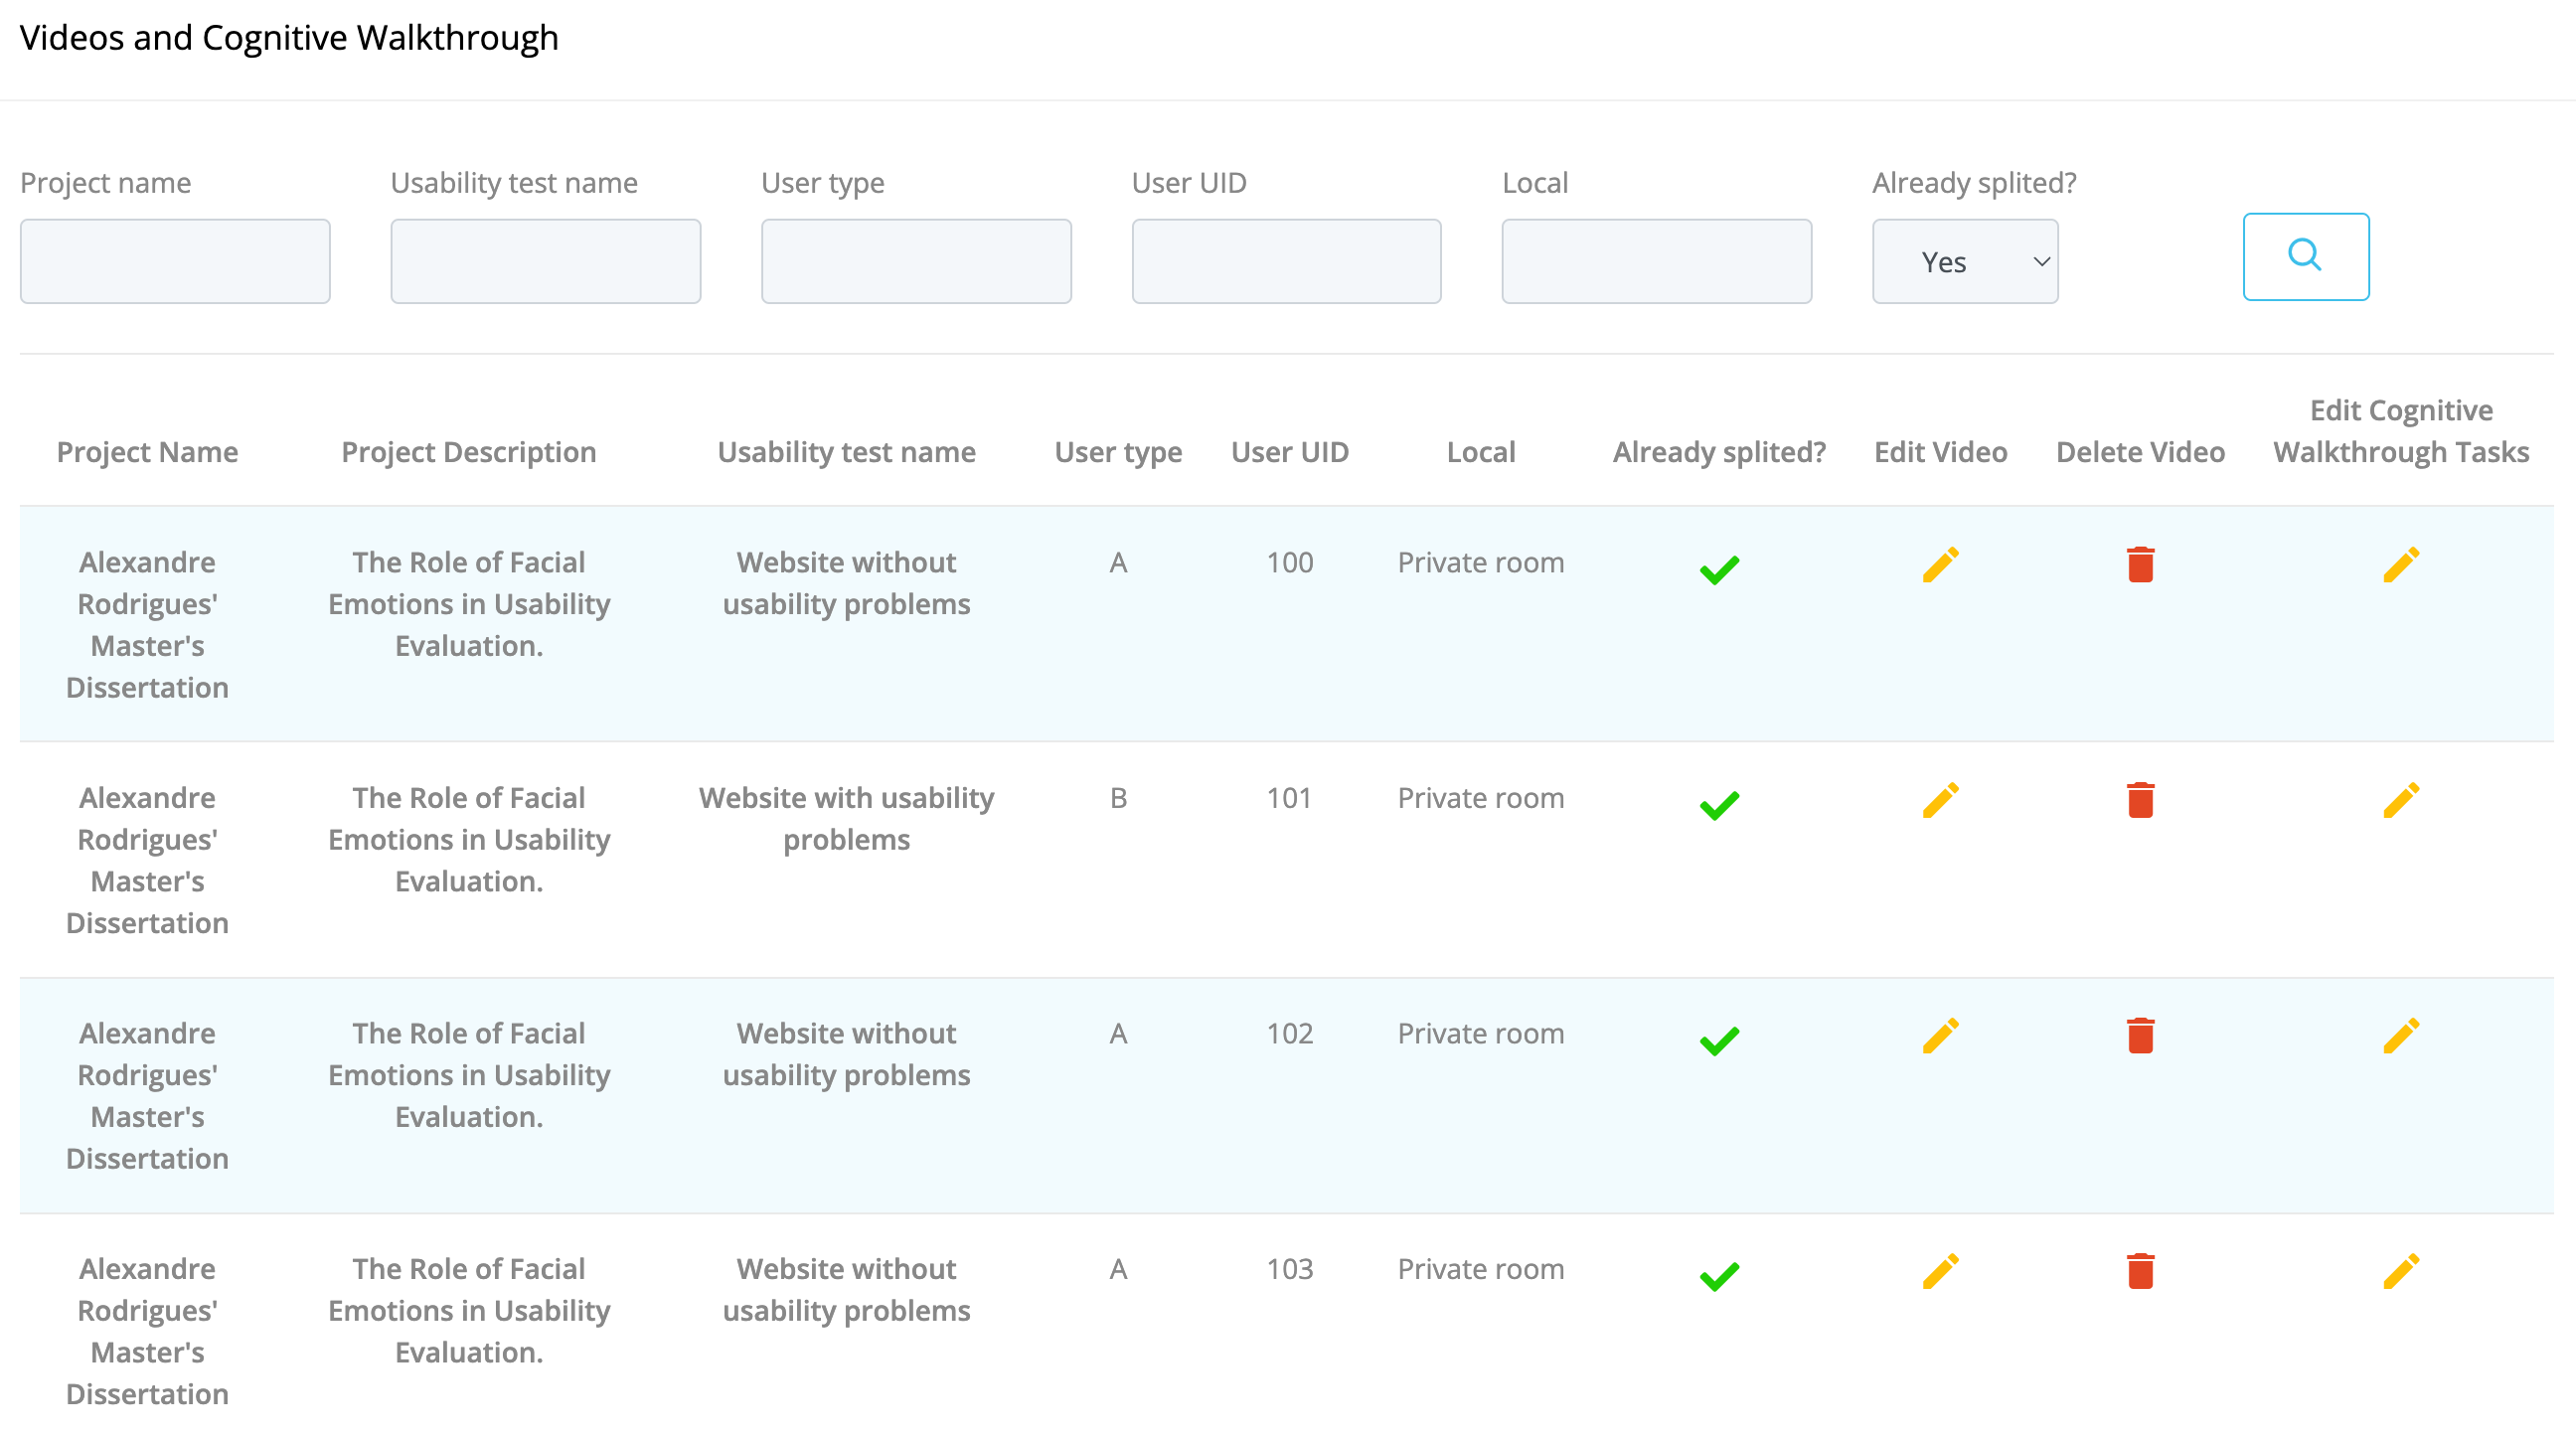 Videos and Cognitive Walkthrough
Project name
Usability test name
User type
User UID
Local
Already splited?
Yes
Project Name
Project Description
Usability test name
User type
User UID
Local
Already splited?
Edit Video
Delete Video
Edit Cognitive
Walkthrough Tasks
Alexandre
Rodrigues'
Master's
Dissertation
The Role of Facial
Emotions in Usability
Evaluation.
Website without
usability problems
A
100
Private room
Alexandre
Rodrigues'
Master's
Dissertation
The Role of Facial
Emotions in Usability
Evaluation.
Website with usability
problems
B
101
Private room
Alexandre
Rodrigues'
Master's
Dissertation
The Role of Facial
Emotions in Usability
Evaluation.
Website without
usability problems
A
102
Private room
Alexandre
Rodrigues'
Master's
Dissertation
The Role of Facial
Emotions in Usability
Evaluation.
Website without
usability problems
A
103
Private room